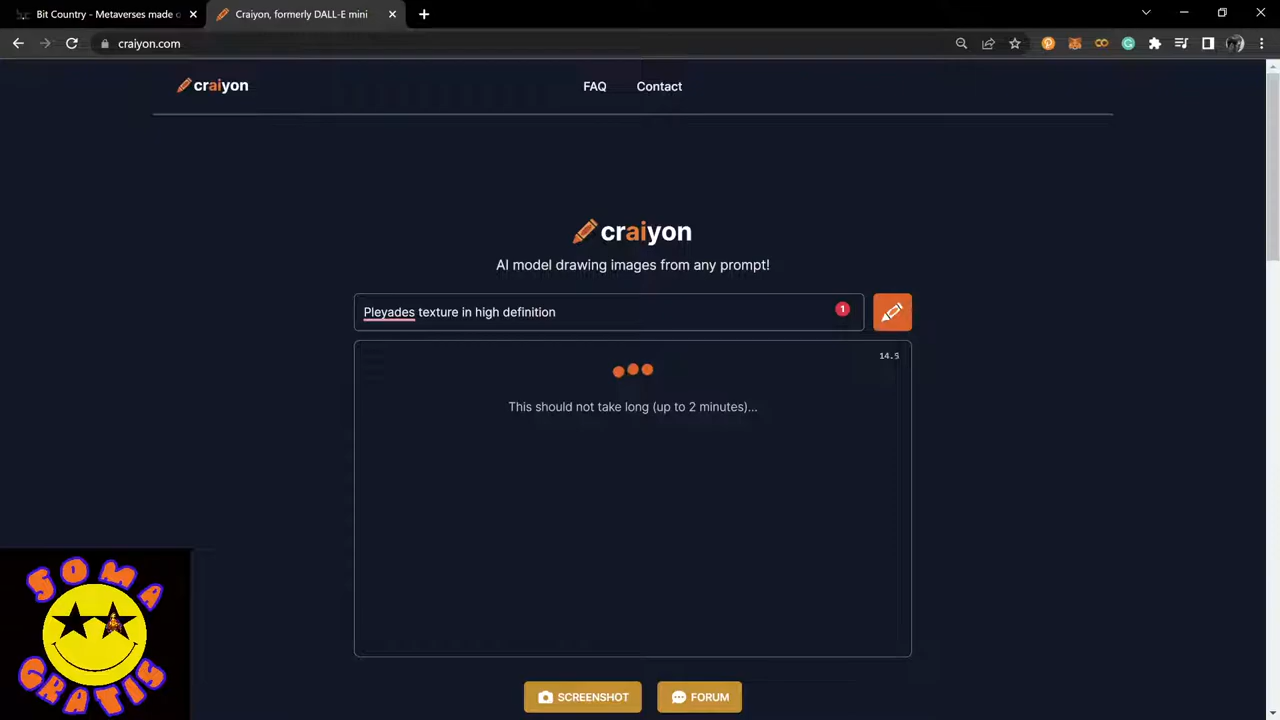 Bit Country - Metaverses made o
Craiyon, formerly DALL-E mini
craiyon.com
craiyon
FAQ
Contact
craiyon
AI model drawing images from any prompt!
Pleyades texture in high definition
1
14.5
This should not take long (up to 2 minutes)...
SOMA
GRATIS
SCREENSHOT
FORUM